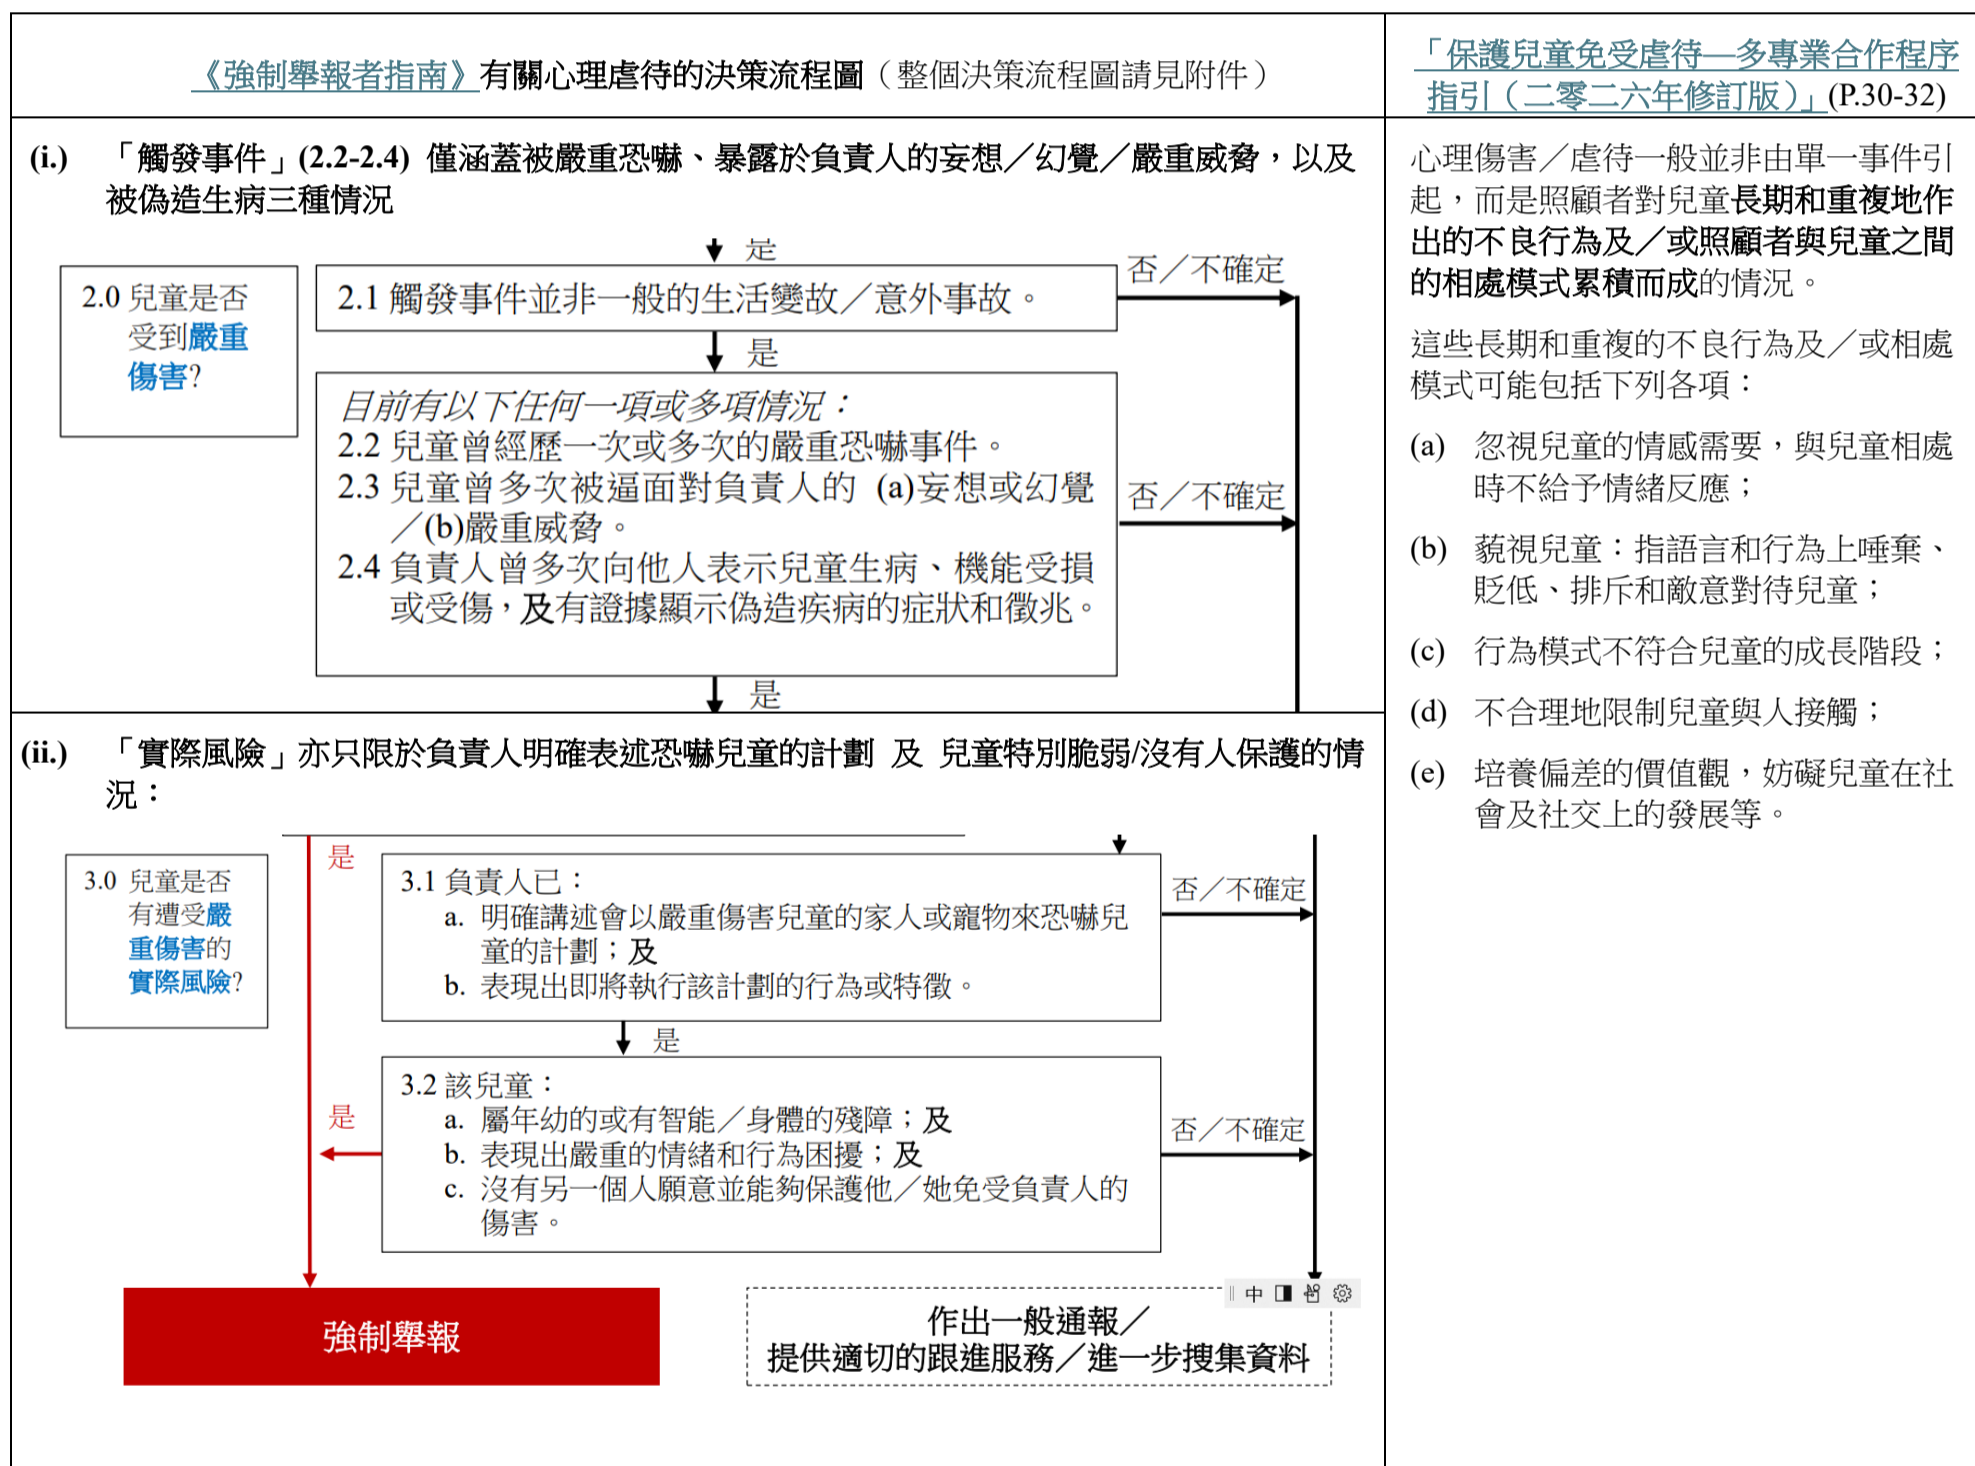 《強制舉報者指南》有關心理虐待的決策流程圖（整個決策流程圖請見附件）
「保護兒童免受虐待—多專業合作程序
指引（二零二六年修訂版）」(P.30-32)
(i.) 「觸發事件」(2.2-2.4) 僅涵蓋被嚴重恐嚇、暴露於負責人的妄想／幻覺／嚴重威脅，以及
被偽造生病三種情況
是
2.0 兒童是否
受到嚴重
傷害?
2.1 觸發事件並非一般的生活變故／意外事故。
否／不確定
是
目前有以下任何一項或多項情況：
2.2 兒童曾經歷一次或多次的嚴重恐嚇事件。
2.3 兒童曾多次被逼面對負責人的 (a)妄想或幻覺
／(b)嚴重威脅。
2.4 負責人曾多次向他人表示兒童生病、機能受損
或受傷，及有證據顯示偽造疾病的症狀和徵兆。
否／不確定
是
(ii.) 「實際風險」亦只限於負責人明確表述恐嚇兒童的計劃 及 兒童特別脆弱/沒有人保護的情
況：
是
3.0 兒童是否
有遭受嚴
重傷害的
實際風險?
3.1 負責人已：
a. 明確講述會以嚴重傷害兒童的家人或寵物來恐嚇兒
童的計劃；及
b. 表現出即將執行該計劃的行為或特徵。
否／不確定
是
3.2 該兒童：
a. 屬年幼的或有智能／身體的殘障；及
b. 表現出嚴重的情緒和行為困擾；及
c. 沒有另一個人願意並能夠保護他／她免受負責人的
傷害。
是
否／不確定
強制舉報
中
作出一般通報／
提供適切的跟進服務／進一步搜集資料
心理傷害／虐待一般並非由單一事件引
起，而是照顧者對兒童長期和重複地作
出的不良行為及／或照顧者與兒童之間
的相處模式累積而成的情況。
這些長期和重複的不良行為及／或相處
模式可能包括下列各項：
(a) 忽視兒童的情感需要，與兒童相處
時不給予情緒反應；
(b) 藐視兒童：指語言和行為上唾棄、
貶低、排斥和敵意對待兒童；
(c) 行為模式不符合兒童的成長階段；
(d) 不合理地限制兒童與人接觸；
(e) 培養偏差的價值觀，妨礙兒童在社
會及社交上的發展等。